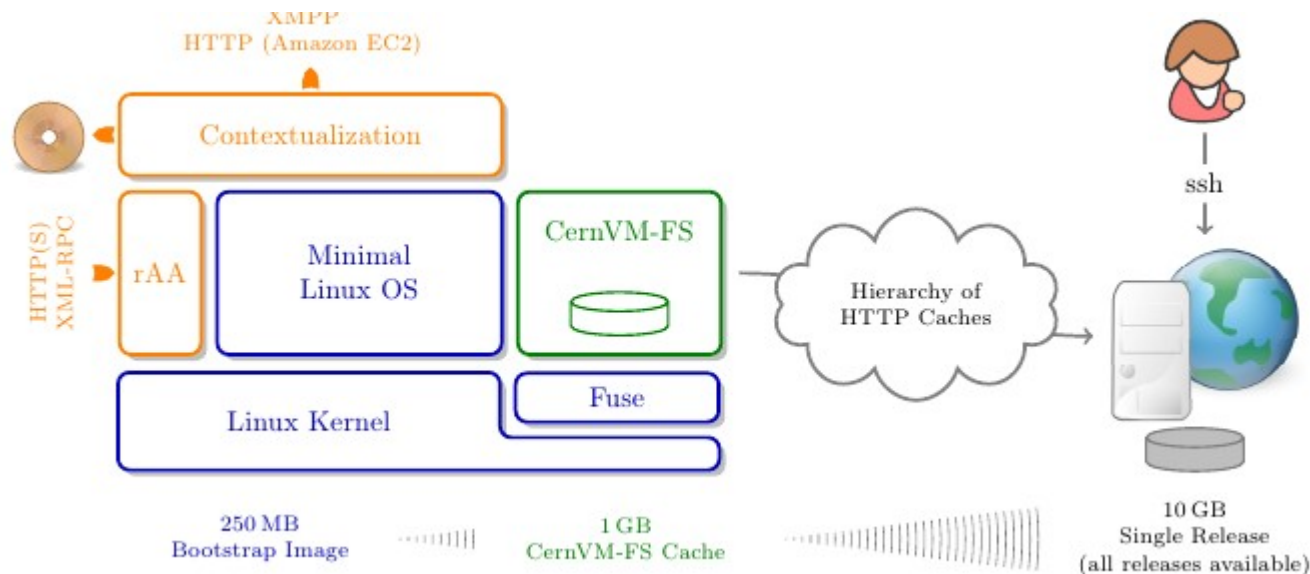 XMPP
HTTP (Amazon EC2)
Contextualization
HTTP(S)
XML-RPC
rAA
Minimal
Linux OS
CernVM-FS
Hierarchy of
HTTP Caches
ssh
Linux Kernel
Fuse
250 MB
Bootstrap Image
1 GB
CernVM-FS Cache
10 GB
Single Release
(all releases available)